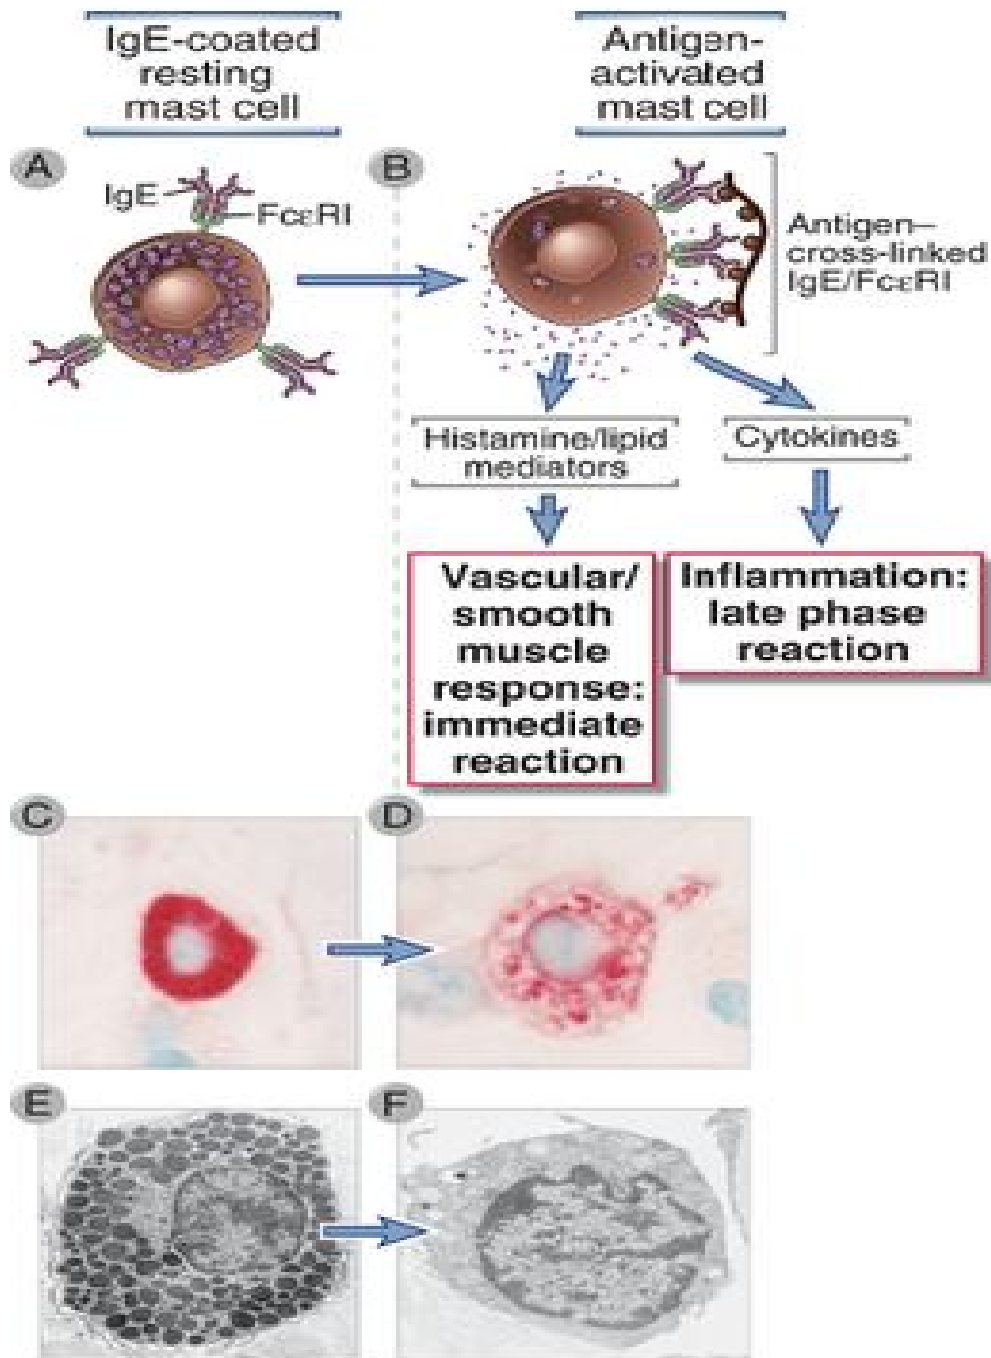 IgE-coated
resting
mast cell
Antigen-
activated
mast cell
A
IgE
FcεRI
B
Antigen–
cross-linked
IgE/FcεRI
Histamine/lipid
mediators
Cytokines
Vascular/
smooth
muscle
response:
immediate
reaction
Inflammation:
late phase
reaction
C
D
E
F